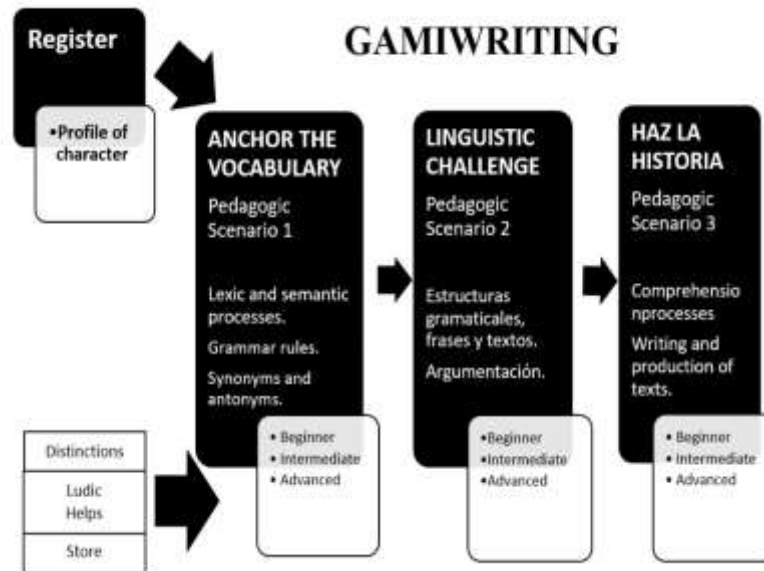 GAMIWRITING
Register
•Profile of
character
ANCHOR THE
VOCABULARY
Pedagogic
Scenario 1
Lexic and semantic
processes.
Grammar rules.
Synonyms and
antonyms.
• Beginner
• Intermediate
• Advanced
LINGUISTIC
CHALLENGE
Pedagogic
Scenario 2
Estructuras
gramaticales,
frases y textos.
Argumentación.
•Beginner
•Intermediate
•Advanced
HAZ LA
HISTORIA
Pedagogic
Scenario 3
Comprehensio
nprocesses
Writing and
production of
texts.
• Beginner
• Intermediate
• Advanced
Distinctions
Ludic
Helps
Store